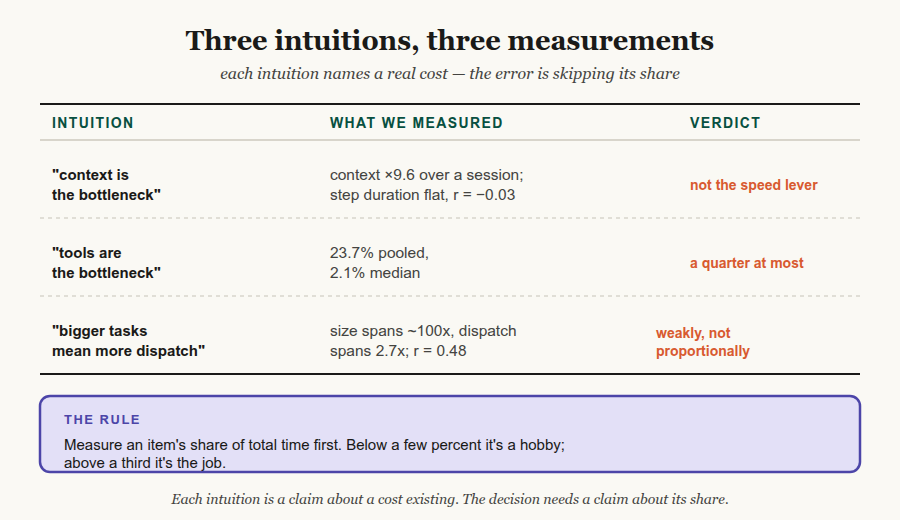 Three intuitions, three measurements
each intuition names a real cost — the error is skipping its share
INTUITION WHAT WE MEASURED VERDICT
"context is
the bottleneck"
context ×9.6 over a session;
step duration flat, r = −0.03
not the speed lever
"tools are
the bottleneck"
23.7% pooled,
2.1% median
a quarter at most
"bigger tasks
mean more dispatch"
size spans ~100x, dispatch
spans 2.7x; r = 0.48
weakly, not
proportionally
THE RULE
Measure an item's share of total time first. Below a few percent it's a hobby;
above a third it's the job.
Each intuition is a claim about a cost existing. The decision needs a claim about its share.